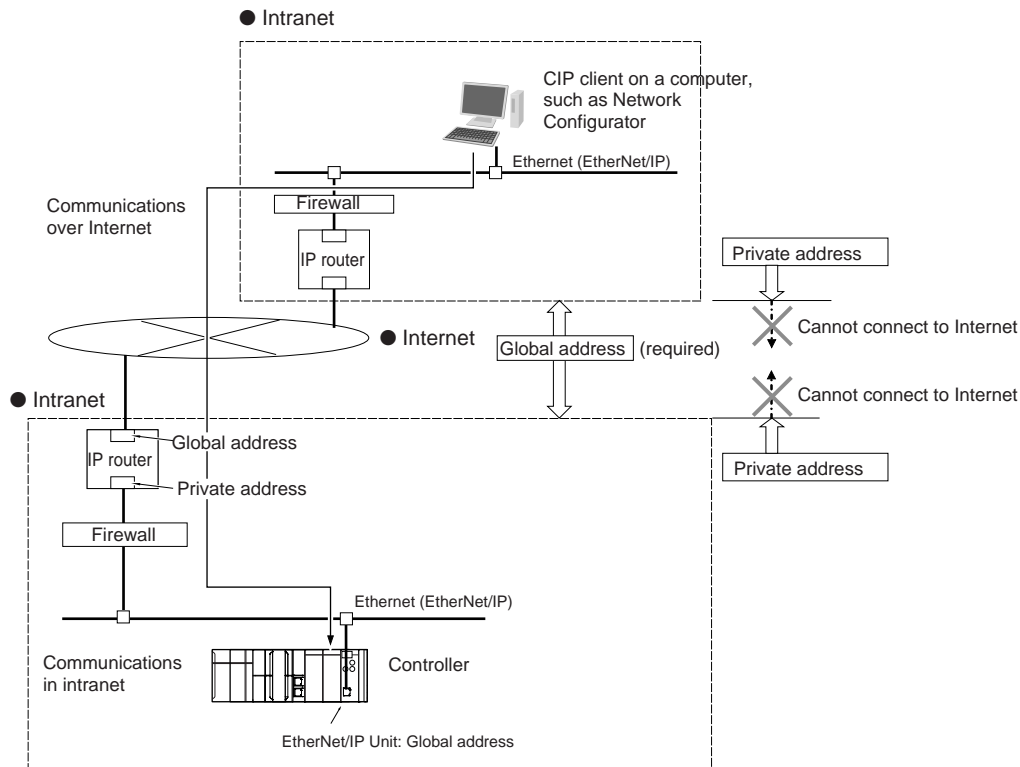 ● Intranet
CIP client on a computer,
such as Network
Configurator
Ethernet (EtherNet/IP)
Communications
over Internet
Firewall
IP router
Private address
Cannot connect to Internet
● Internet
Global address (required)
Cannot connect to Internet
● Intranet
Global address
IP router
Private address
Private address
Firewall
Ethernet (EtherNet/IP)
Communications
in intranet
Controller
EtherNet/IP Unit: Global address